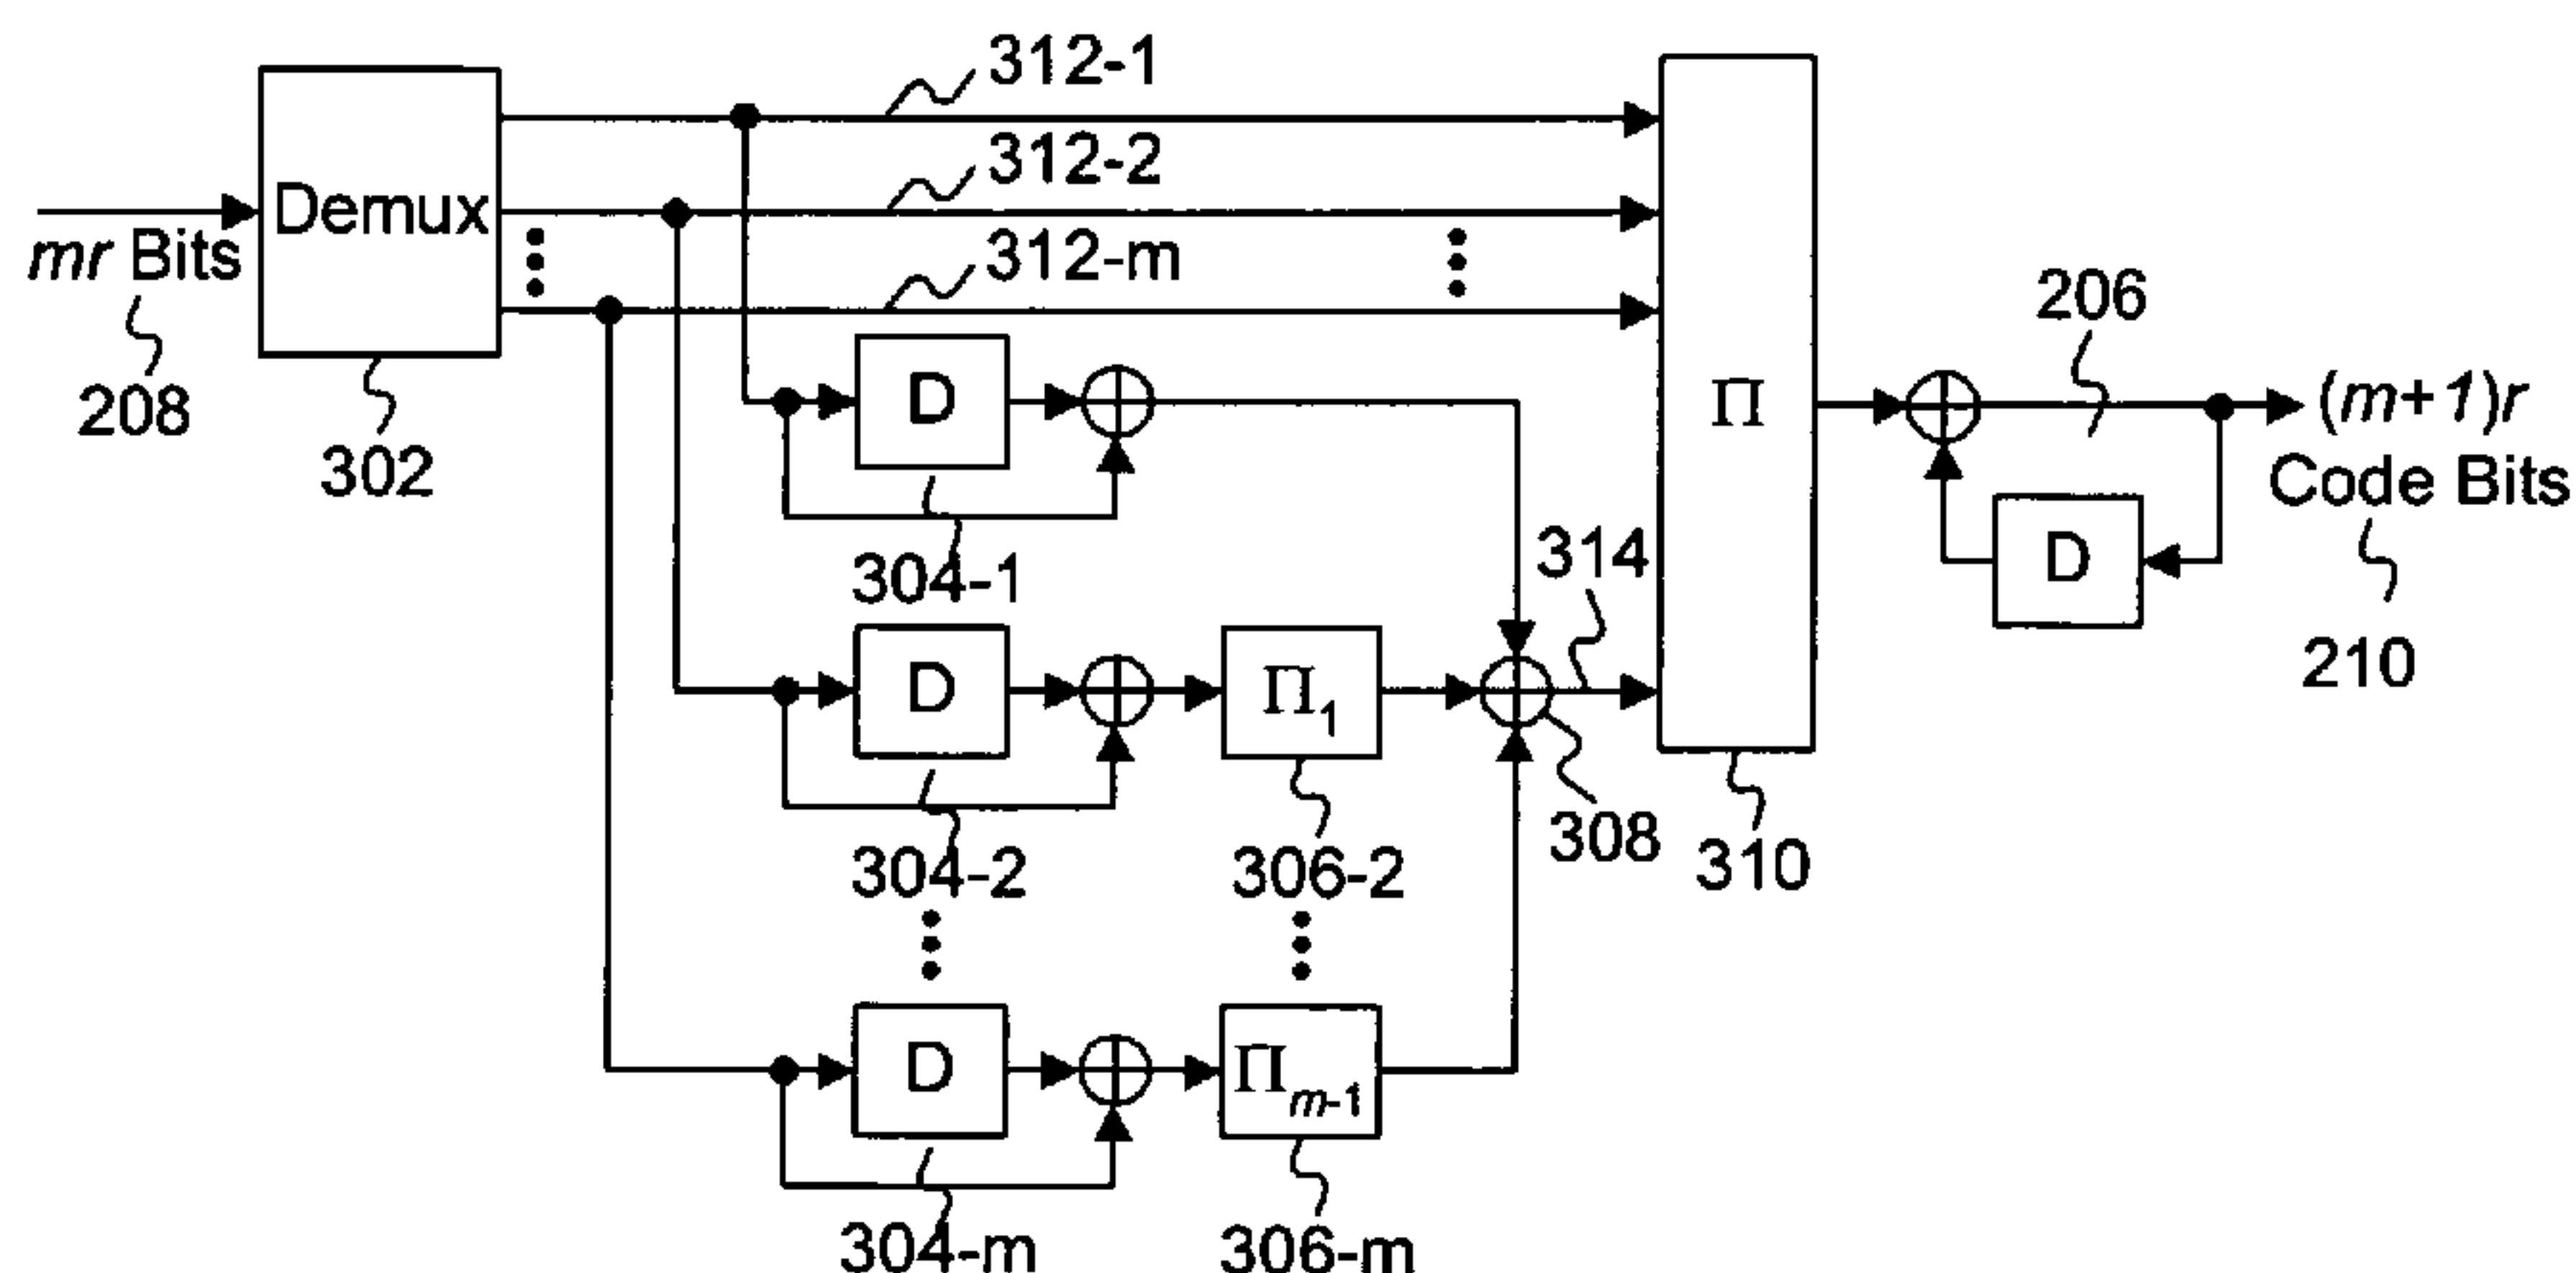 312-1
312-2
312-m
Demux
mr Bits
208
302
D
304-1
D
304-2
Π1
306-2
D
304-m
Πm-1
306-m
308
314
Π
310
206
D
(m+1)r
Code Bits
210